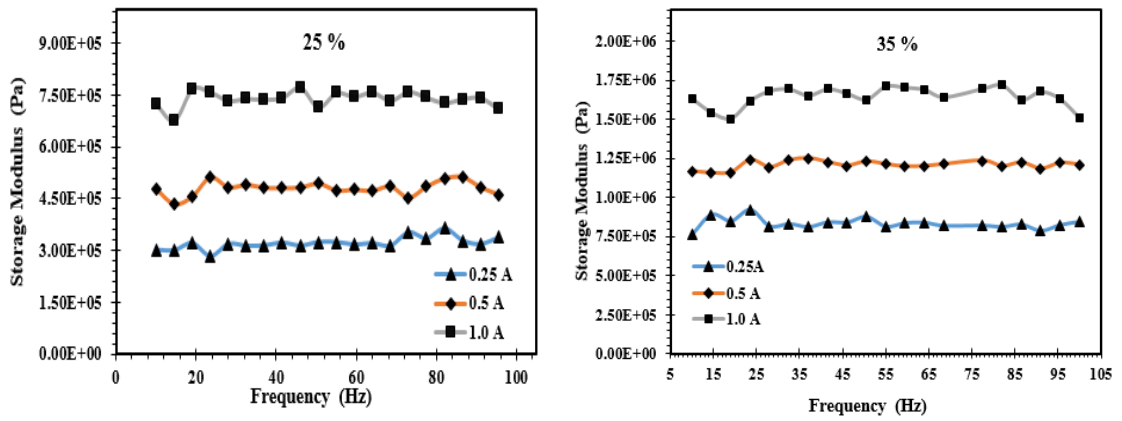 25 %
Storage Modulus (Pa)
9.00E+05
7.50E+05
6.00E+05
4.50E+05
3.00E+05
1.50E+05
0.00E+00
0.25 A
0.5 A
1.0 A
0 20 40 60 80 100
Frequency (Hz)
35 %
Storage Modulus (Pa)
2.00E+06
1.75E+06
1.50E+06
1.25E+06
1.00E+06
7.50E+05
5.00E+05
2.50E+05
0.00E+00
0.25A
0.5 A
1.0 A
5 15 25 35 45 55 65 75 85 95 105
Frequency (Hz)